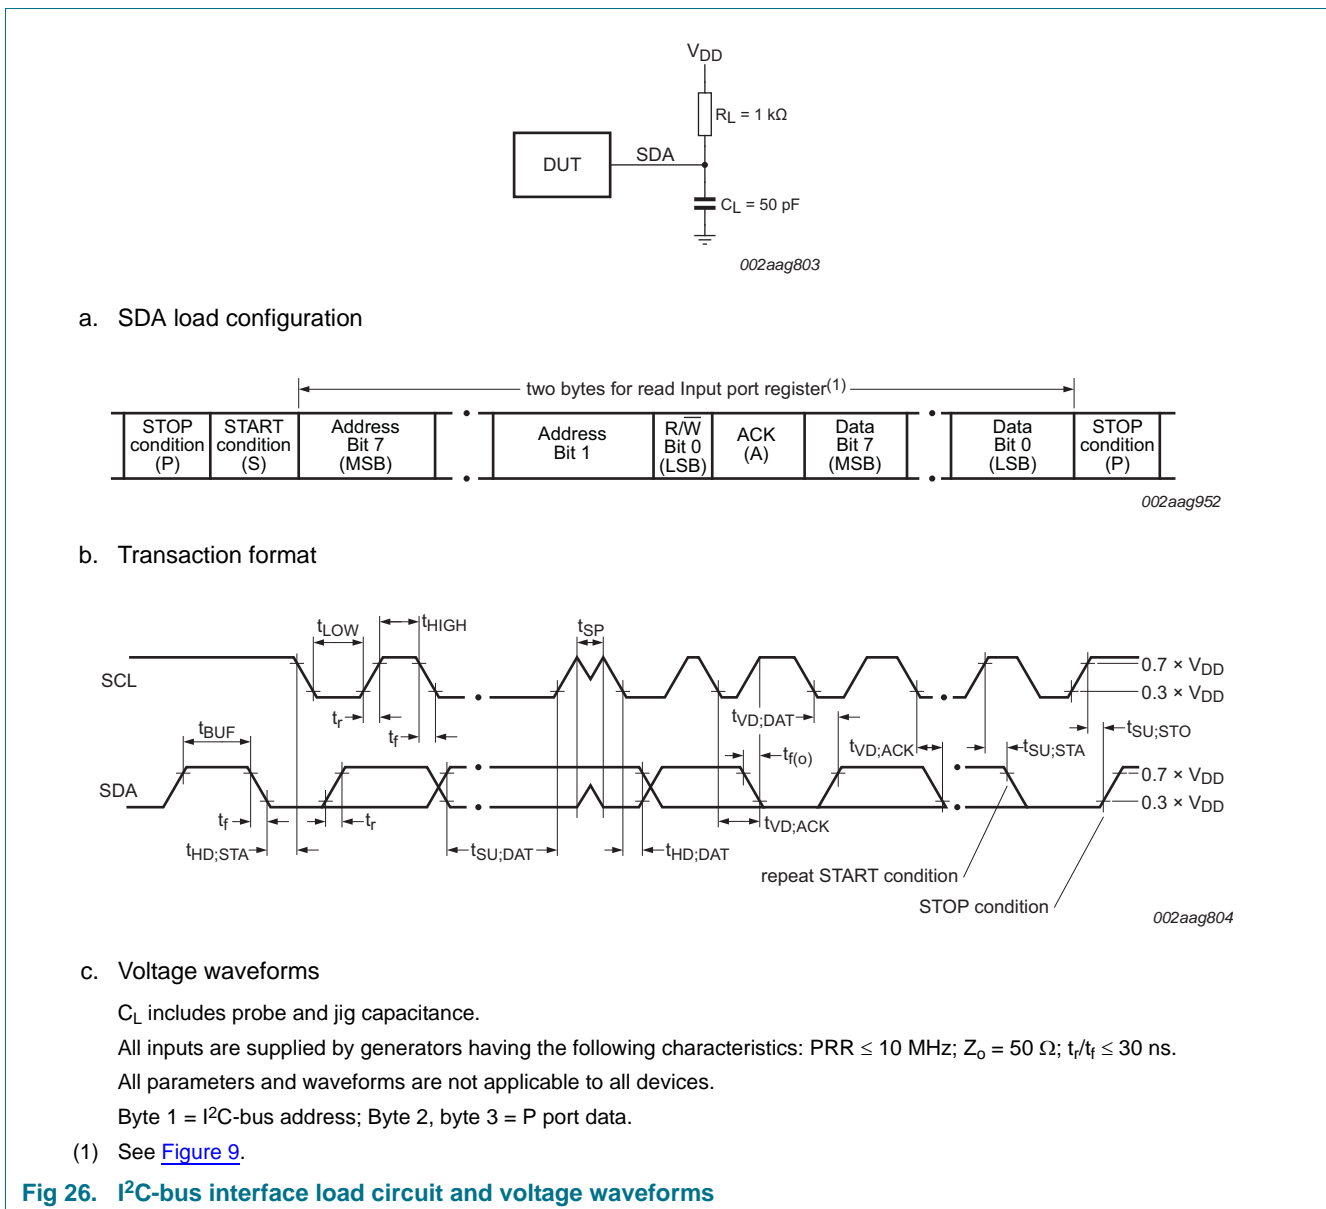 VDD
RL = 1 kΩ
DUT
SDA
CL = 50 pF
002aag803
a. SDA load configuration
two bytes for read Input port register(1)
STOP condition (P)
START condition (S)
Address Bit 7 (MSB)
Address Bit 1
R/W̅ Bit 0 (LSB)
ACK (A)
Data Bit 7 (MSB)
Data Bit 0 (LSB)
STOP condition (P)
002aag952
b. Transaction format
tLOW
tHIGH
tSP
SCL
0.7 × VDD
0.3 × VDD
tr
tf
tVD;DAT
tSU;STO
tBUF
tf(o)
tVD;ACK
tSU;STA
SDA
0.7 × VDD
0.3 × VDD
tf
tr
tVD;ACK
tHD;STA
tSU;DAT
tHD;DAT
repeat START condition
STOP condition
002aag804
c. Voltage waveforms
CL includes probe and jig capacitance.
All inputs are supplied by generators having the following characteristics: PRR ≤ 10 MHz; Zo = 50 Ω; tr/tf ≤ 30 ns.
All parameters and waveforms are not applicable to all devices.
Byte 1 = I²C-bus address; Byte 2, byte 3 = P port data.
(1) See Figure 9.
Fig 26. I²C-bus interface load circuit and voltage waveforms